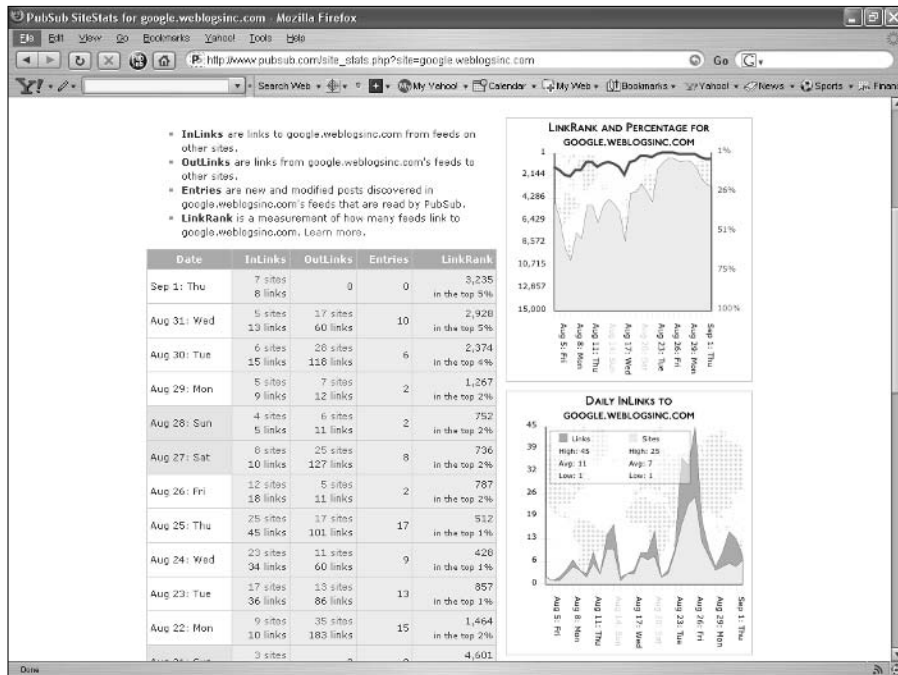 PubSub SiteStats for google.weblogsinc.com - Mozilla Firefox
File Edit View Go Bookmarks Yahoo! Tools Help
http://www.pubsub.com/site_stats.php?site=google.weblogsinc.com Go G
Y! Search Web My Yahoo! Calendar My Web Bookmarks Yahoo! News Sports Finan
InLinks are links to google.weblogsinc.com from feeds on
other sites.
OutLinks are links from google.weblogsinc.com's feeds to
other sites.
Entries are new and modified posts discovered in
google.weblogsinc.com's feeds that are read by PubSub.
LinkRank is a measurement of how many feeds link to
google.weblogsinc.com. Learn more.
Date InLinks OutLinks Entries LinkRank
Sep 1: Thu 7 sites 8 links 0 0 3,235 in the top 5%
Aug 31: Wed 5 sites 13 links 17 sites 60 links 10 2,928 in the top 5%
Aug 30: Tue 6 sites 15 links 28 sites 118 links 6 2,374 in the top 4%
Aug 29: Mon 5 sites 9 links 7 sites 12 links 2 1,267 in the top 2%
Aug 28: Sun 4 sites 5 links 6 sites 11 links 2 752 in the top 2%
Aug 27: Sat 8 sites 10 links 25 sites 127 links 8 736 in the top 2%
Aug 26: Fri 12 sites 18 links 5 sites 11 links 2 787 in the top 2%
Aug 25: Thu 25 sites 45 links 17 sites 101 links 17 512 in the top 1%
Aug 24: Wed 23 sites 34 links 11 sites 60 links 9 428 in the top 1%
Aug 23: Tue 17 sites 36 links 13 sites 86 links 13 857 in the top 1%
Aug 22: Mon 9 sites 10 links 35 sites 183 links 15 1,464 in the top 2%
3 sites 4,601
LinkRank and Percentage for
google.weblogsinc.com
1 1%
2,144
4,286 26%
6,429
8,572 51%
10,715
12,857 75%
15,000 100%
Aug 5: Fri
Aug 8: Mon
Aug 11: Thu
Aug 14: Sun
Aug 17: Wed
Aug 20: Sat
Aug 23: Tue
Aug 26: Fri
Aug 29: Mon
Sep 1: Thu
Daily InLinks to
google.weblogsinc.com
Links Sites
High: 45 High: 25
Avg: 11 Avg: 7
Low: 1 Low: 1
45
39
32
26
19
13
6
0
Aug 5: Fri
Aug 8: Mon
Aug 11: Thu
Aug 14: Sun
Aug 17: Wed
Aug 20: Sat
Aug 23: Tue
Aug 26: Fri
Aug 29: Mon
Sep 1: Thu
Done